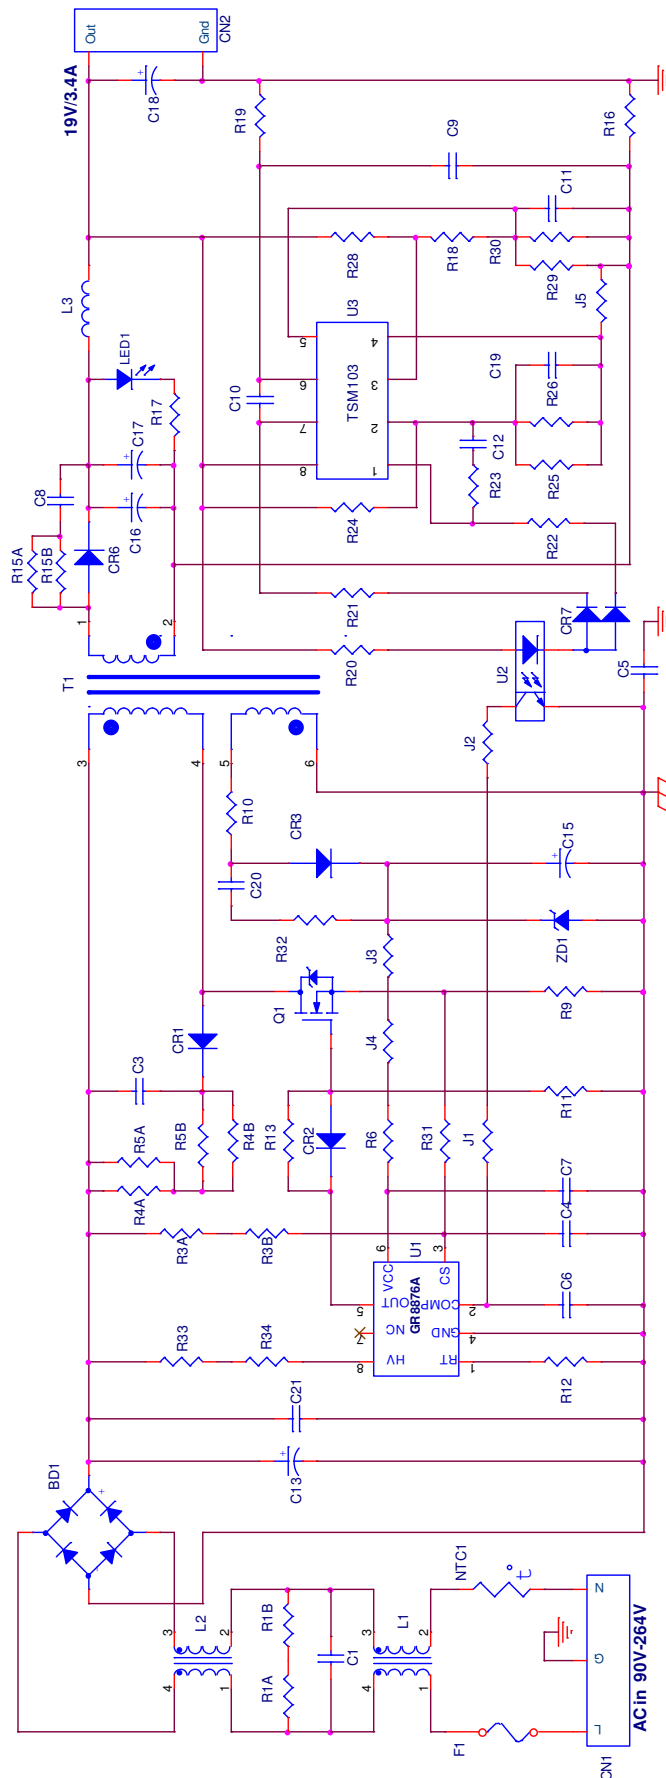 CN1
AC in 90V-264V
L
G
N
F1
NTC1
t°
L1
1
2
4
3
C1
R1A
R1B
L2
1
2
4
3
BD1
+
-
C13
+
C21
R33
R34
R3A
R3B
R4A
R5A
R5B
R4B
C3
CR1
R13
CR2
Q1
U1
GR8876A
HV
NC
OUT
VCC
RT
GND
COMP
CS
8
7
5
6
1
4
2
3
R12
C6
C4
C7
R11
R9
R6
R31
J1
J4
J3
R32
ZD1
C20
CR3
C15
+
R10
J2
T1
3
4
5
6
1
2
U2
C5
R20
R21
CR7
R15A
R15B
CR6
C8
C16
+
C17
+
R17
LED1
L3
R24
R22
R23
C12
R25
R26
C19
U3
TSM103
8
7
6
5
1
2
3
4
C10
J5
R28
R18
R29
R30
C11
C9
R19
R16
C18
+
19V/3.4A
CN2
Out
Gnd